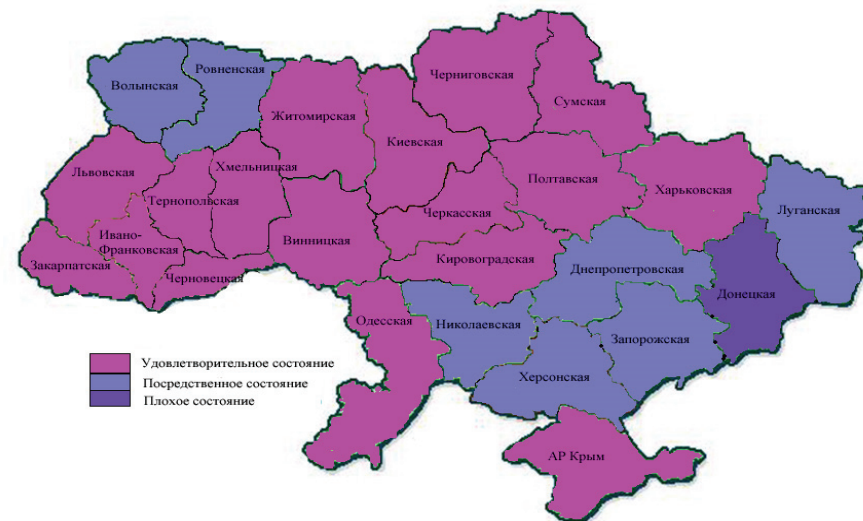 Волынская
Ровненская
Черниговская
Сумская
Житомирская
Киевская
Львовская
Хмельницкая
Тернопольская
Полтавская
Харьковская
Луганская
Черкасская
Ивано-
Франковская
Винницкая
Закарпатская
Черновецкая
Кировоградская
Днепропетровская
Донецкая
Одесская
Николаевская
Запорожская
Херсонская
АР Крым
Удовлетворительное состояние
Посредственное состояние
Плохое состояние